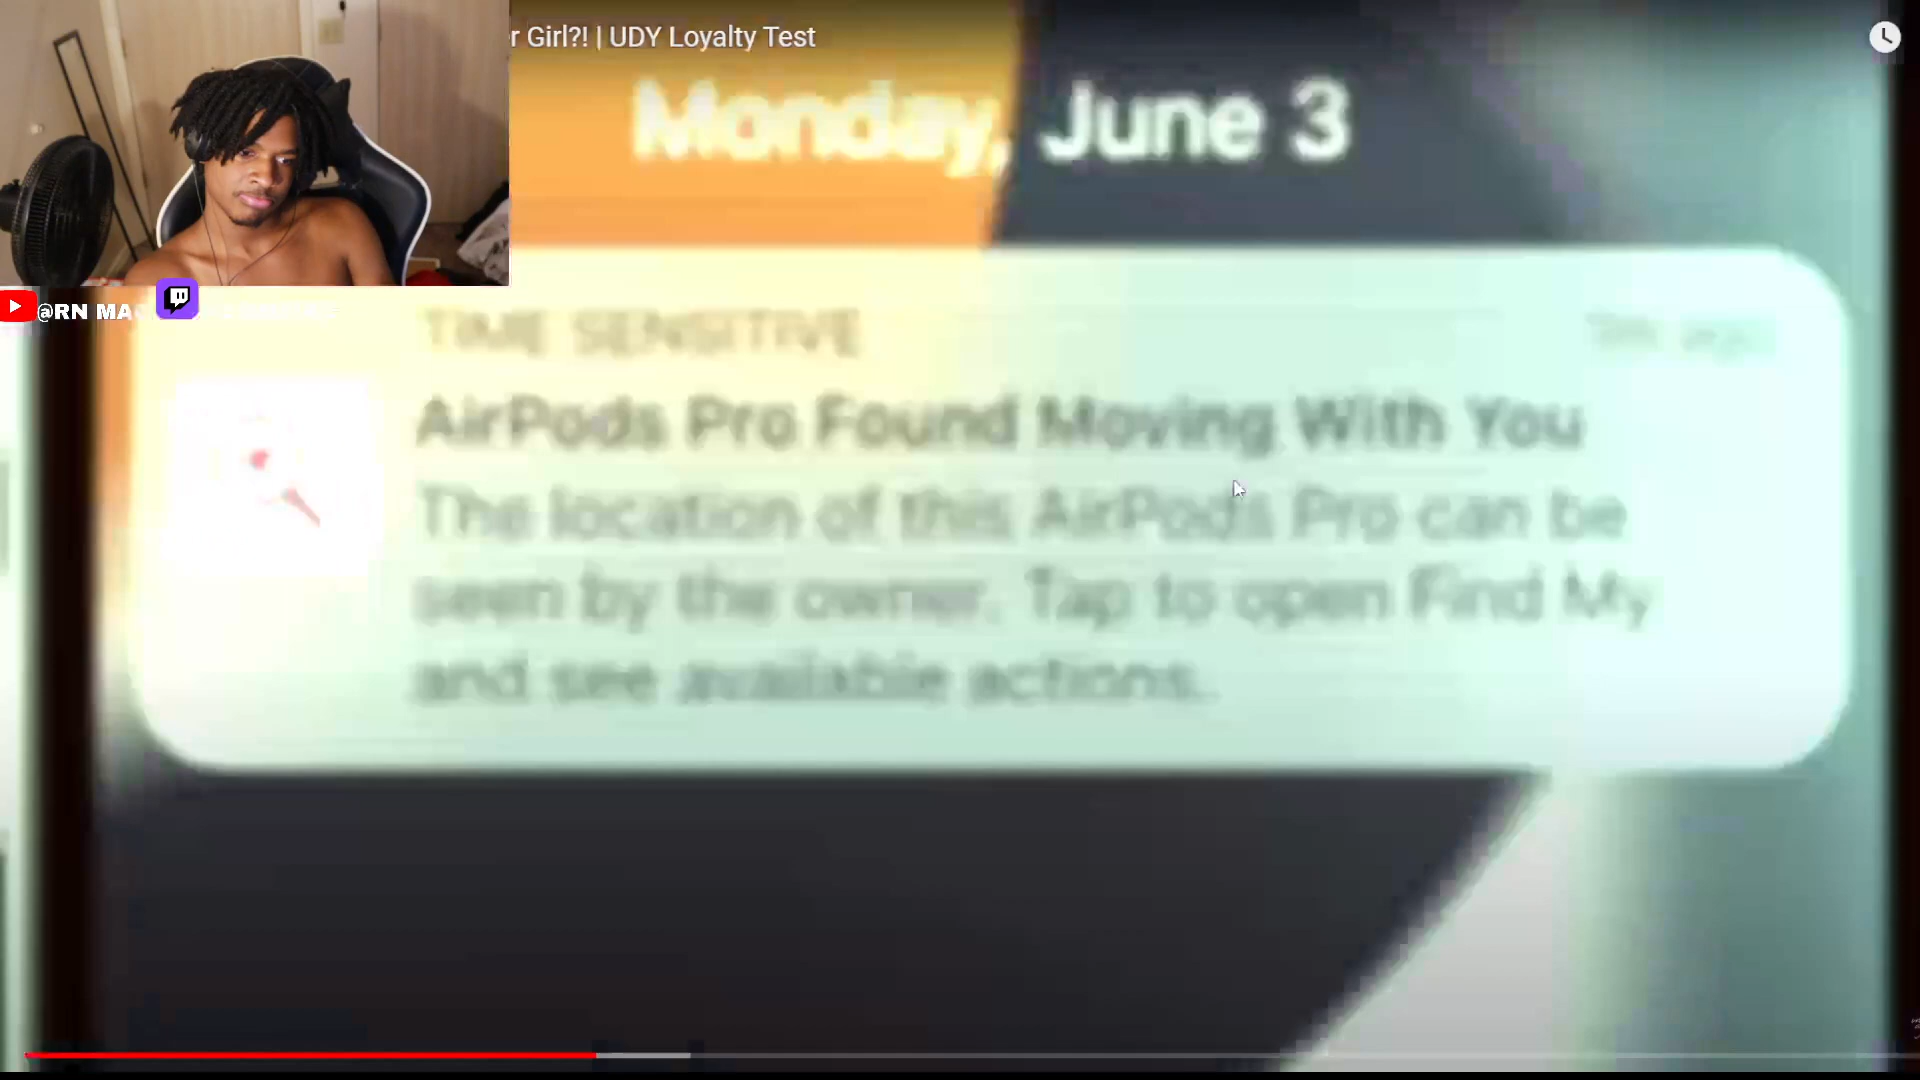 r Girl?! | UDY Loyalty Test
Monday, June 3
@RN MA
TIME SENSITIVE
AirPods Pro Found Moving With You
The location of this AirPods Pro can be
seen by the owner. Tap to open Find My
and see available actions.